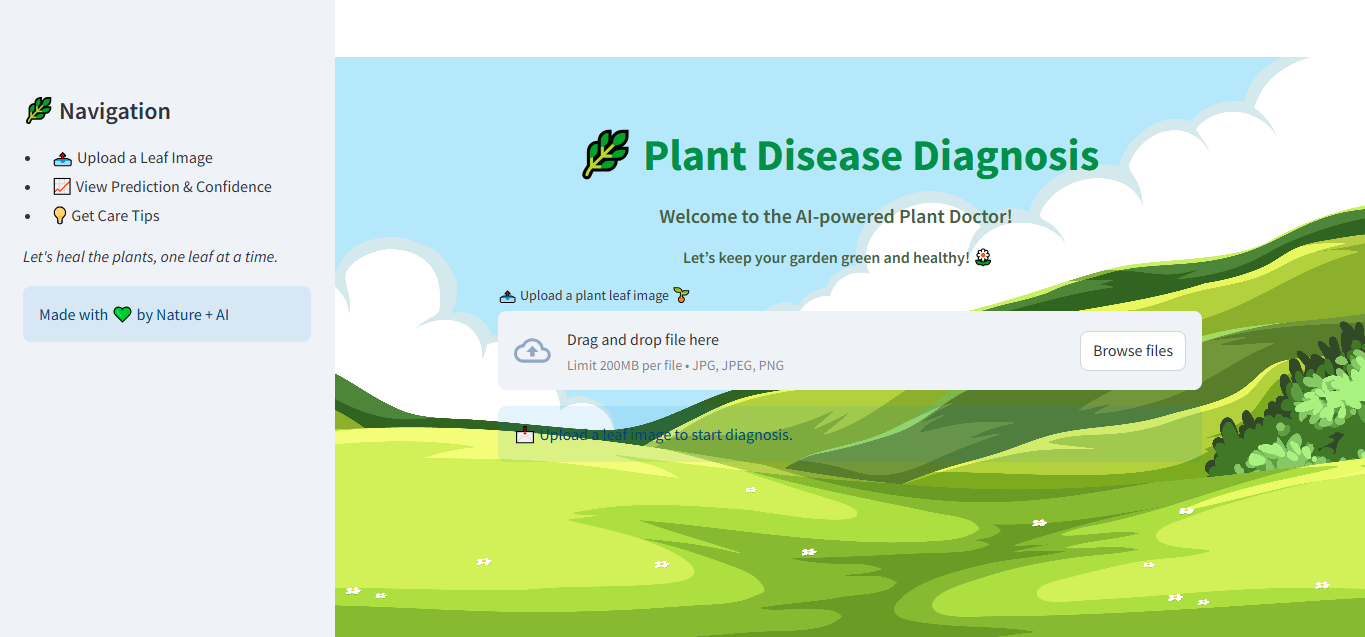 Navigation
Upload a Leaf Image
View Prediction & Confidence
Get Care Tips
Let's heal the plants, one leaf at a time.
Made with 💚 by Nature + AI
Plant Disease Diagnosis
Welcome to the AI-powered Plant Doctor!
Let’s keep your garden green and healthy! 🌼
Upload a plant leaf image 🌱
Drag and drop file here
Limit 200MB per file • JPG, JPEG, PNG
Browse files
Upload a leaf image to start diagnosis.